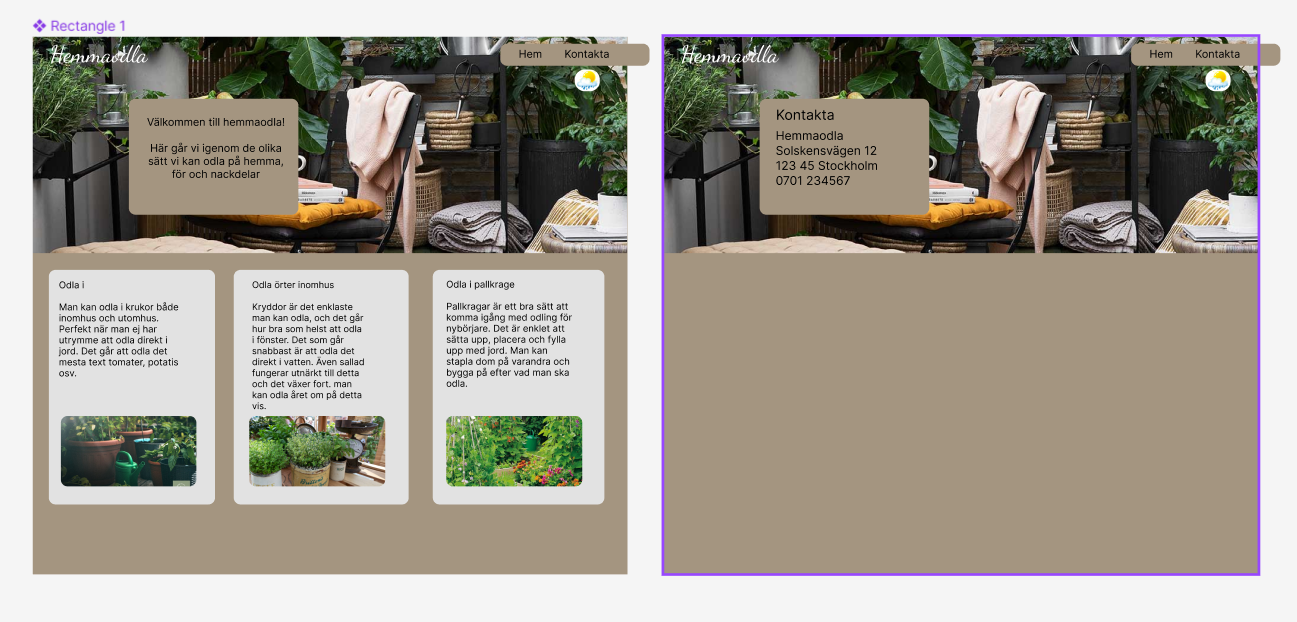 Rectangle 1
Hemmaodla
Hem Kontakta
Välkommen till hemmaodla!
Här går vi igenom de olika
sätt vi kan odla på hemma,
för och nackdelar
Odla i
Man kan odla i krukor både
inomhus och utomhus.
Perfekt när man ej har
utrymme att odla direkt i
jord. Det går att odla det
mesta text tomater, potatis
osv.
Odla örter inomhus
Kryddor är det enklaste
man kan odla, och det går
hur bra som helst att odla
i fönster. Det som går
snabbast är att odla det
direkt i vatten. Även sallad
fungerar utnärkt till detta
och det växer fort. man
kan odla året om på detta
vis.
Odla i pallkrage
Pallkragar är ett bra sätt att
komma igång med odling för
nybörjare. Det är enklet att
sätta upp, placera och fylla
upp med jord. Man kan
stapla dom på varandra och
bygga på efter vad man ska
odla.
Hemmaodla
Hem Kontakta
Kontakta
Hemmaodla
Solskensvägen 12
123 45 Stockholm
0701 234567